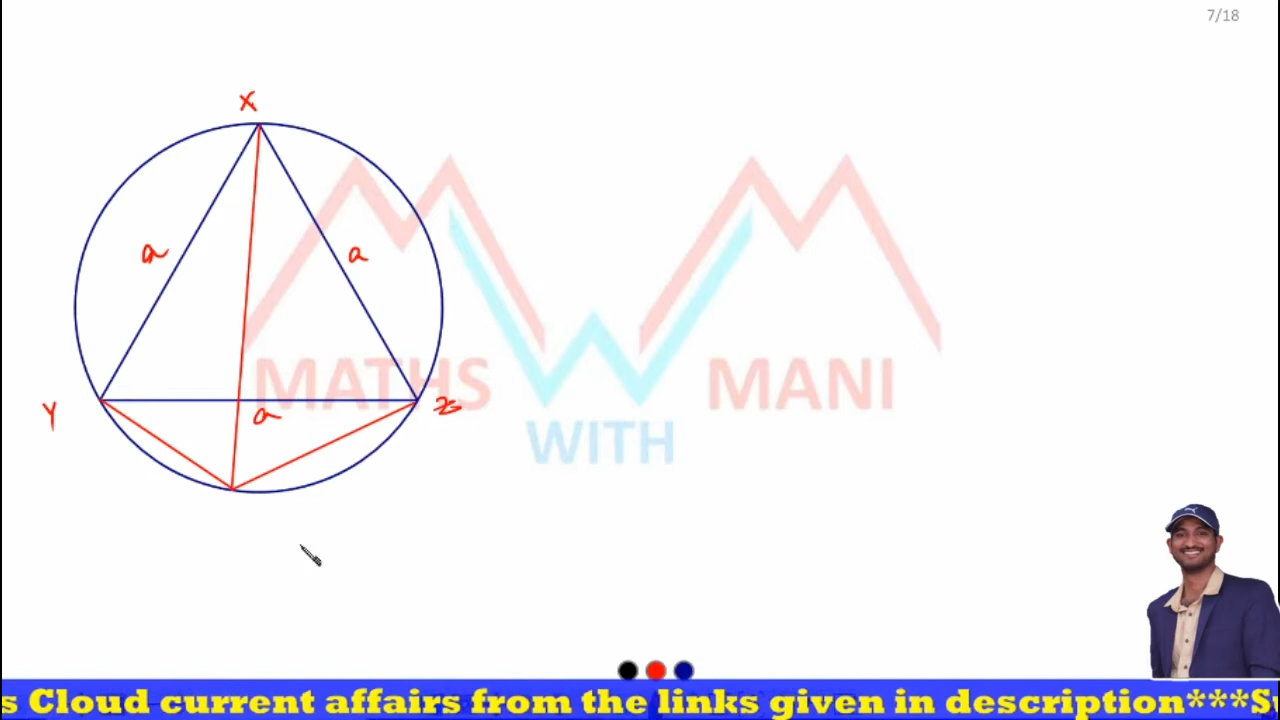 7/18
X
a
a
MATHS
MANI
Y
a
Z
WITH
s Cloud current affairs from the links given in description***S